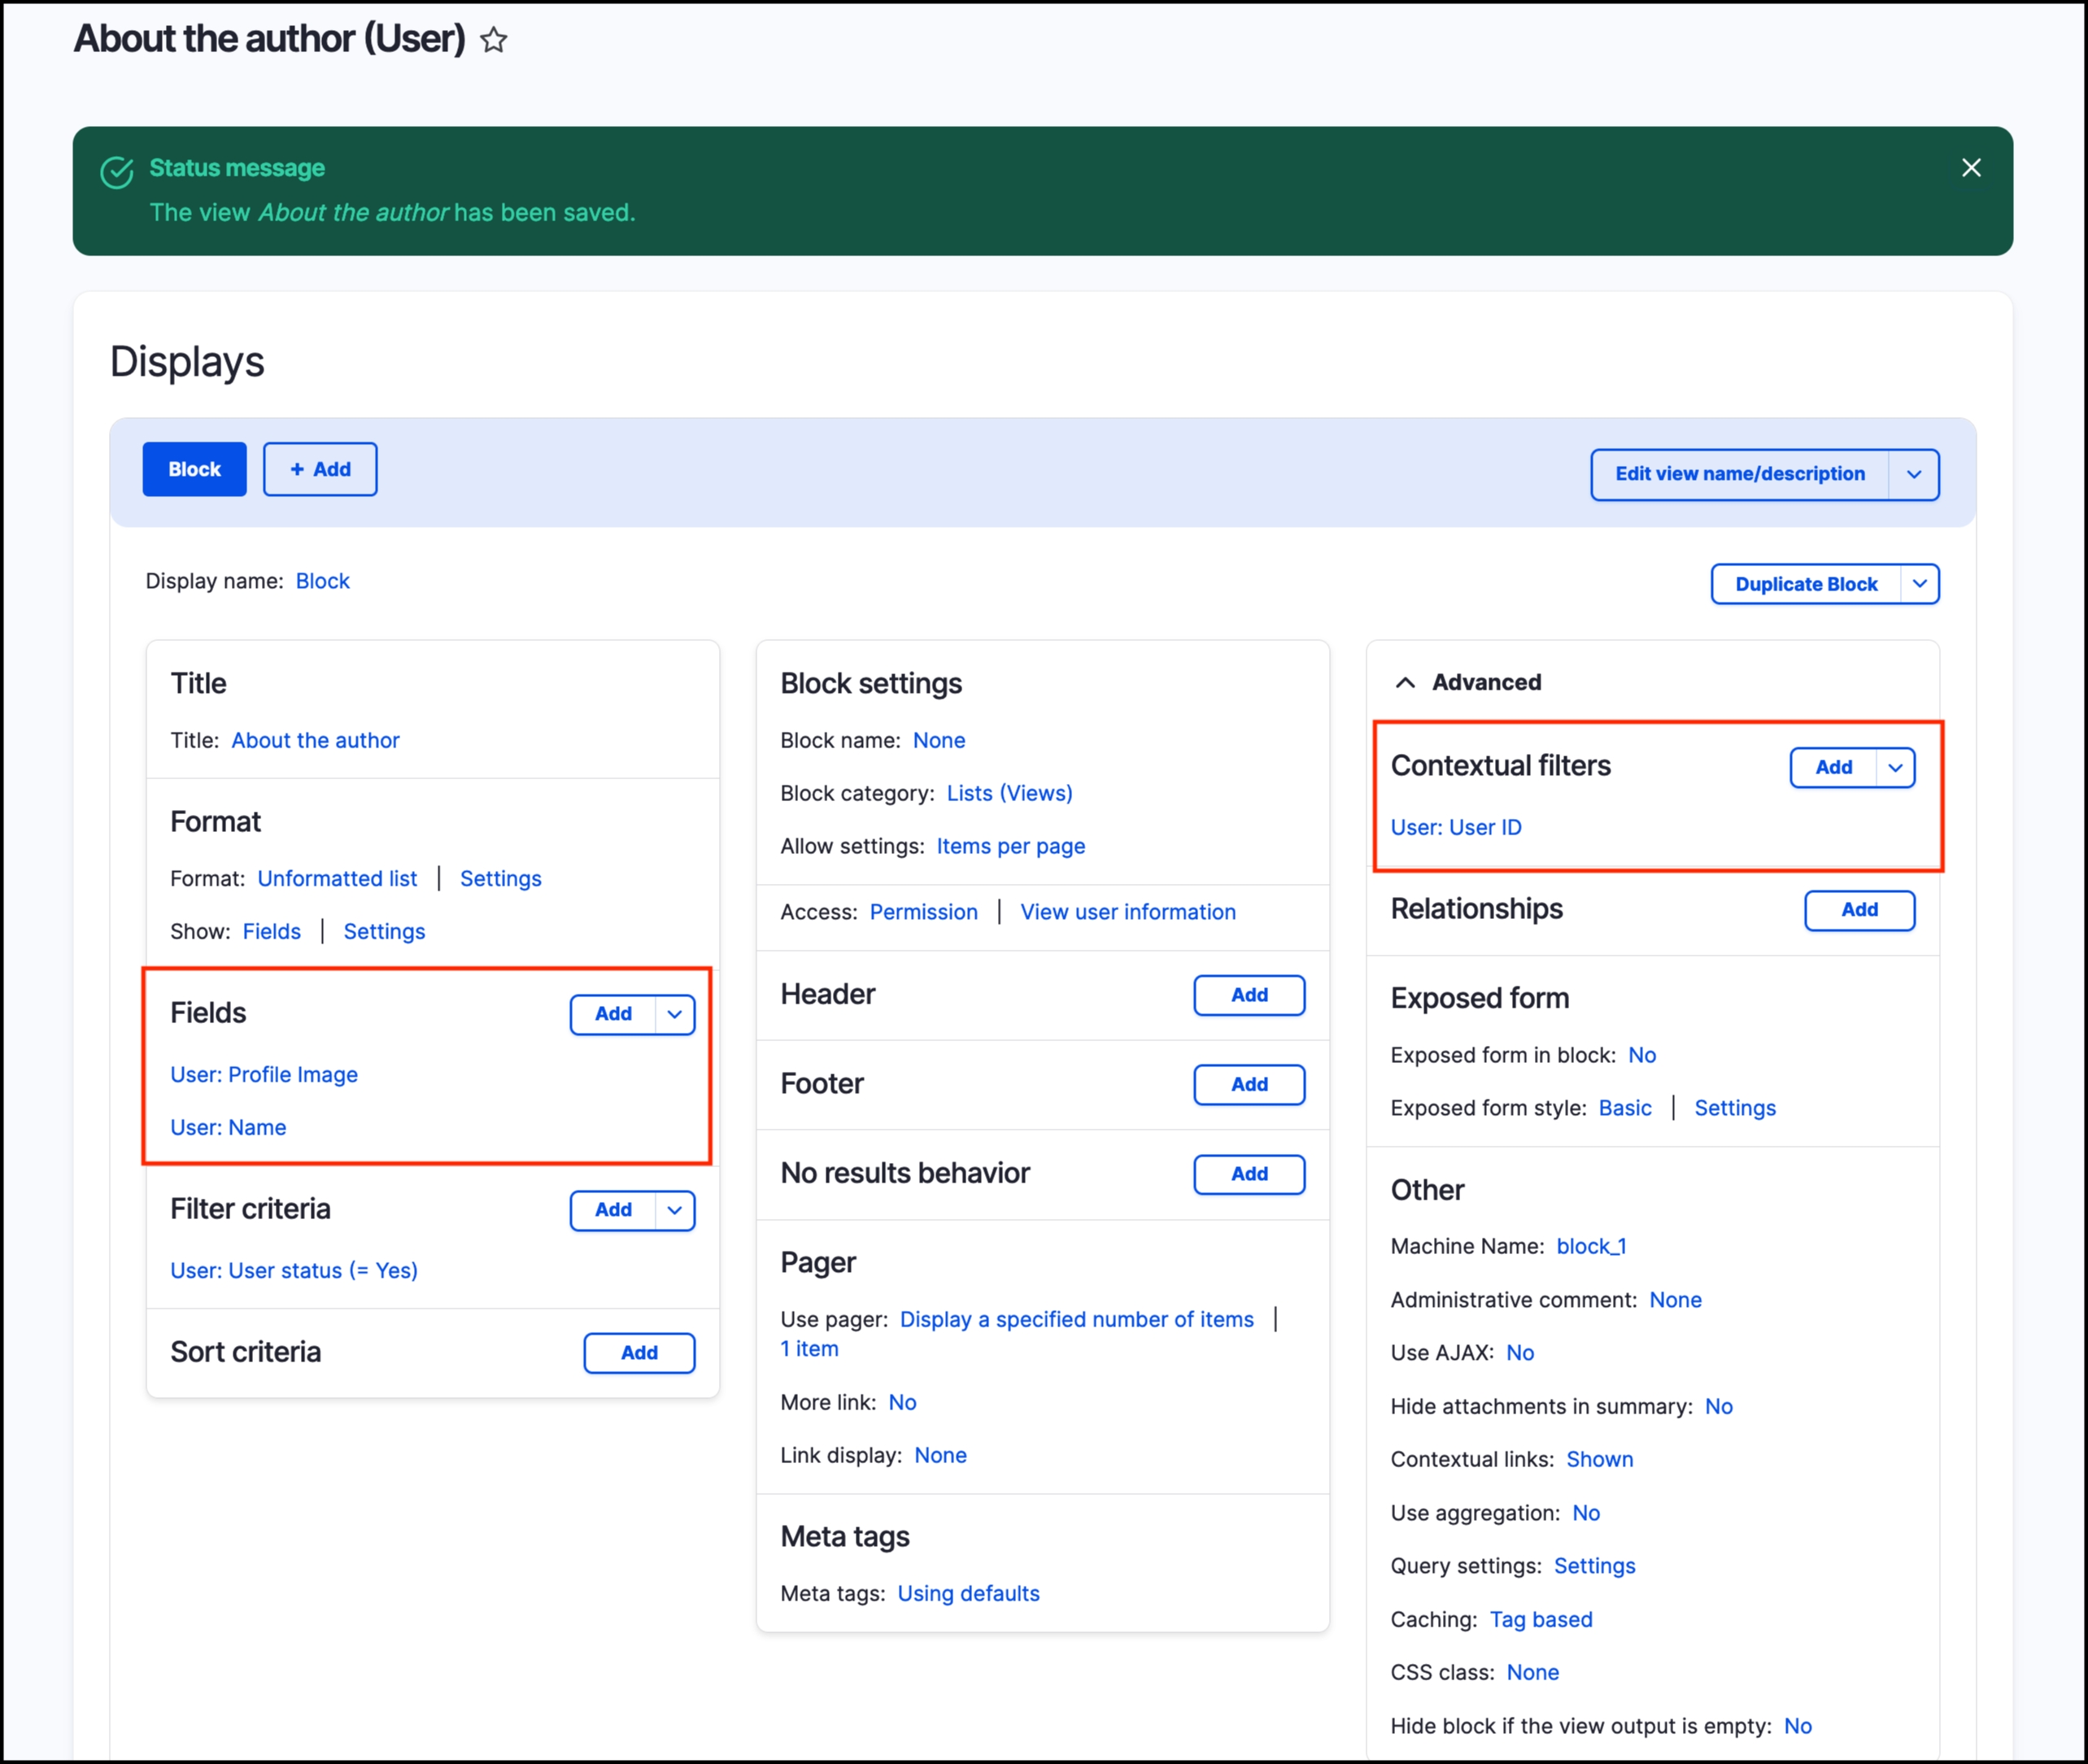 About the author (User)
Status message
The view About the author has been saved.
Displays
Block
+ Add
Edit view name/description
Display name: Block
Duplicate Block
Title
Title: About the author
Format
Format: Unformatted list | Settings
Show: Fields | Settings
Fields
Add
User: Profile Image
User: Name
Filter criteria
Add
User: User status (= Yes)
Sort criteria
Add
Block settings
Block name: None
Block category: Lists (Views)
Allow settings: Items per page
Access: Permission | View user information
Header
Add
Footer
Add
No results behavior
Add
Pager
Use pager: Display a specified number of items |
1 item
More link: No
Link display: None
Meta tags
Meta tags: Using defaults
Advanced
Contextual filters
Add
User: User ID
Relationships
Add
Exposed form
Exposed form in block: No
Exposed form style: Basic | Settings
Other
Machine Name: block_1
Administrative comment: None
Use AJAX: No
Hide attachments in summary: No
Contextual links: Shown
Use aggregation: No
Query settings: Settings
Caching: Tag based
CSS class: None
Hide block if the view output is empty: No